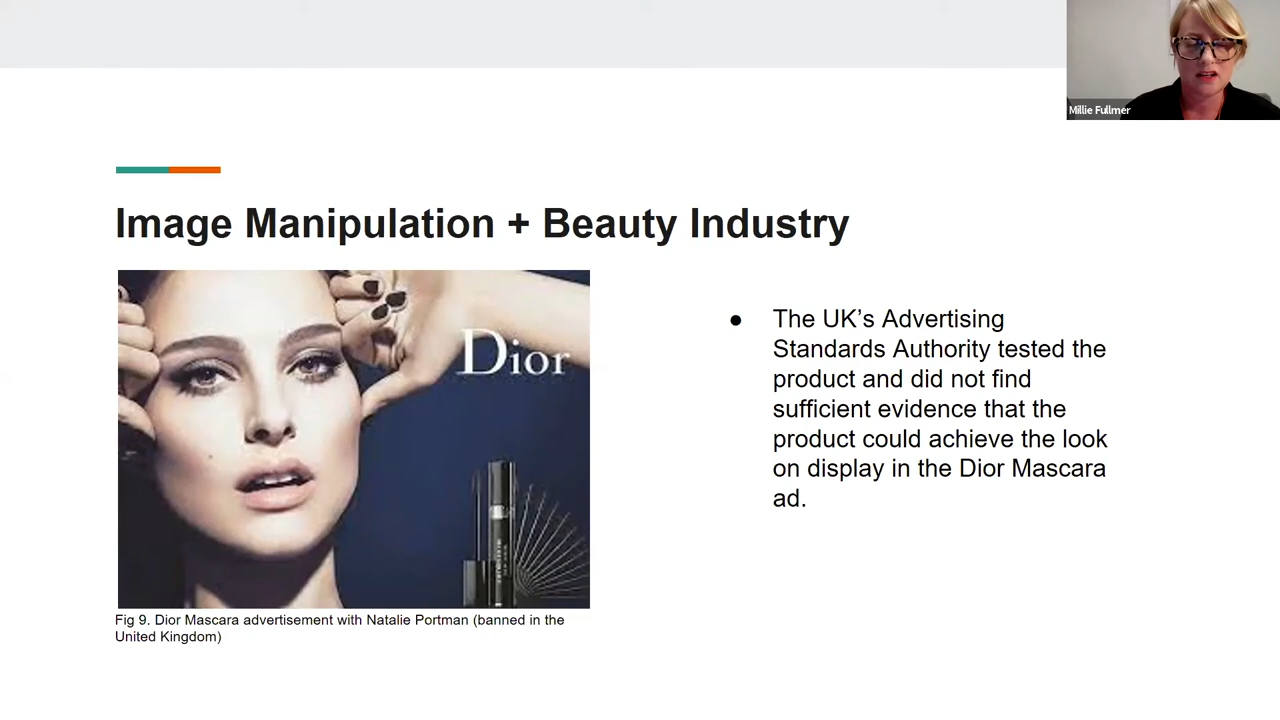 Millie Fullmer
Image Manipulation + Beauty Industry
Dior
● The UK’s Advertising
Standards Authority tested the
product and did not find
sufficient evidence that the
product could achieve the look
on display in the Dior Mascara
ad.
Fig 9. Dior Mascara advertisement with Natalie Portman (banned in the
United Kingdom)